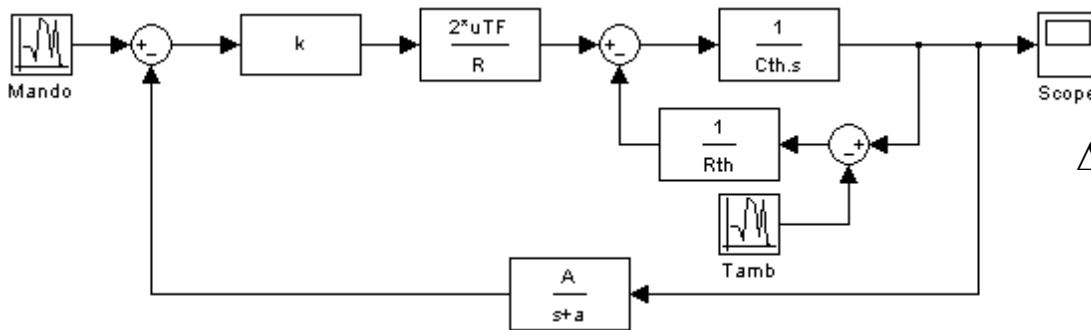 Mando
+
-
k
2*uTF
R
+
-
1
Cth.s
Scope
1
Rth
-
+
Tamb
A
s+a